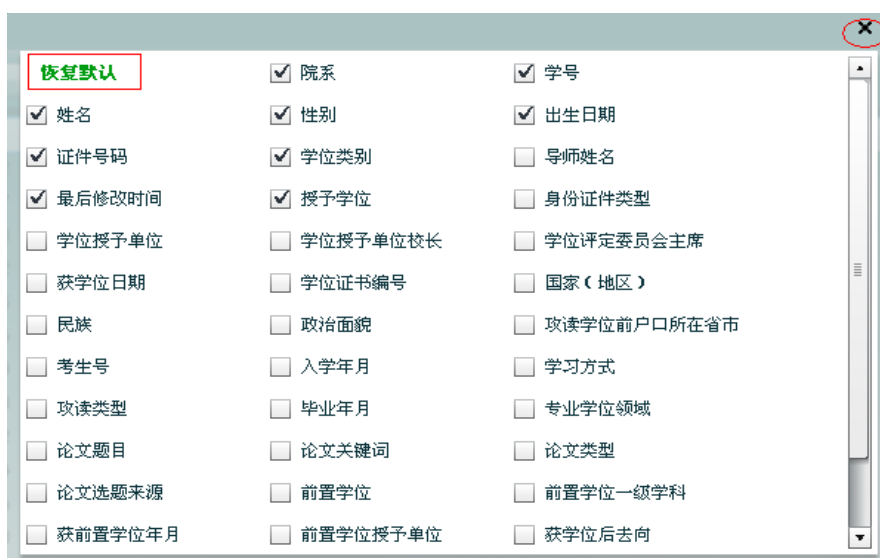 恢复默认 院系 学号
姓名 性别 出生日期
证件号码 学位类别 导师姓名
最后修改时间 授予学位 身份证件类型
学位授予单位 学位授予单位校长 学位评定委员会主席
获学位日期 学位证书编号 国家（地区）
民族 政治面貌 攻读学位前户口所在省市
考生号 入学年月 学习方式
攻读类型 毕业年月 专业学位领域
论文题目 论文关键词 论文类型
论文选题来源 前置学位 前置学位一级学科
获前置学位年月 前置学位授予单位 获学位后去向